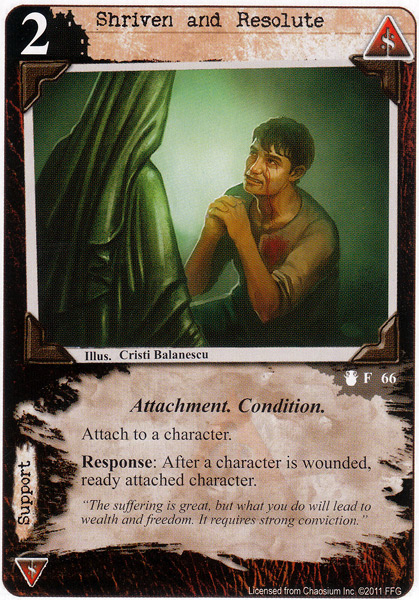 2
Shriven and Resolute
Illus. Cristi Balanescu
F 66
Attachment. Condition.
Attach to a character.
Response: After a character is wounded,
ready attached character.
“The suffering is great, but what you do will lead to
wealth and freedom. It requires strong conviction.”
Support
Licensed from Chaosium Inc. ©2011 FFG